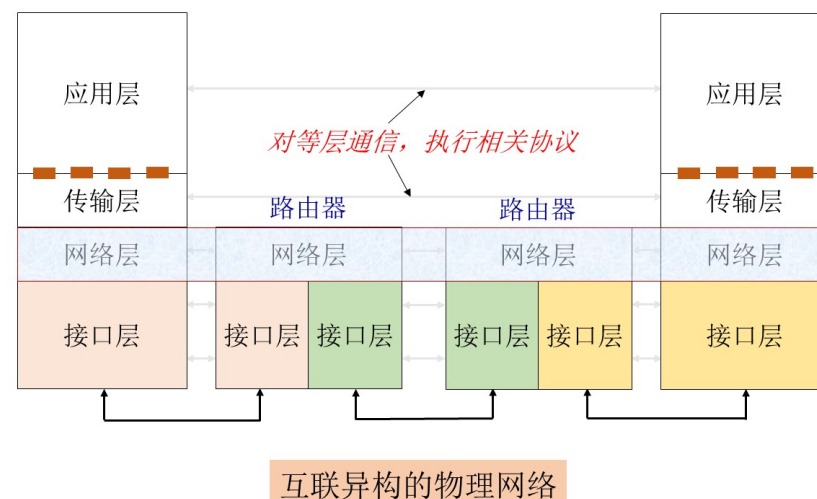 应用层
应用层
对等层通信，执行相关协议
传输层
路由器
路由器
传输层
网络层
网络层
网络层
网络层
接口层
接口层
接口层
接口层
接口层
接口层
互联异构的物理网络